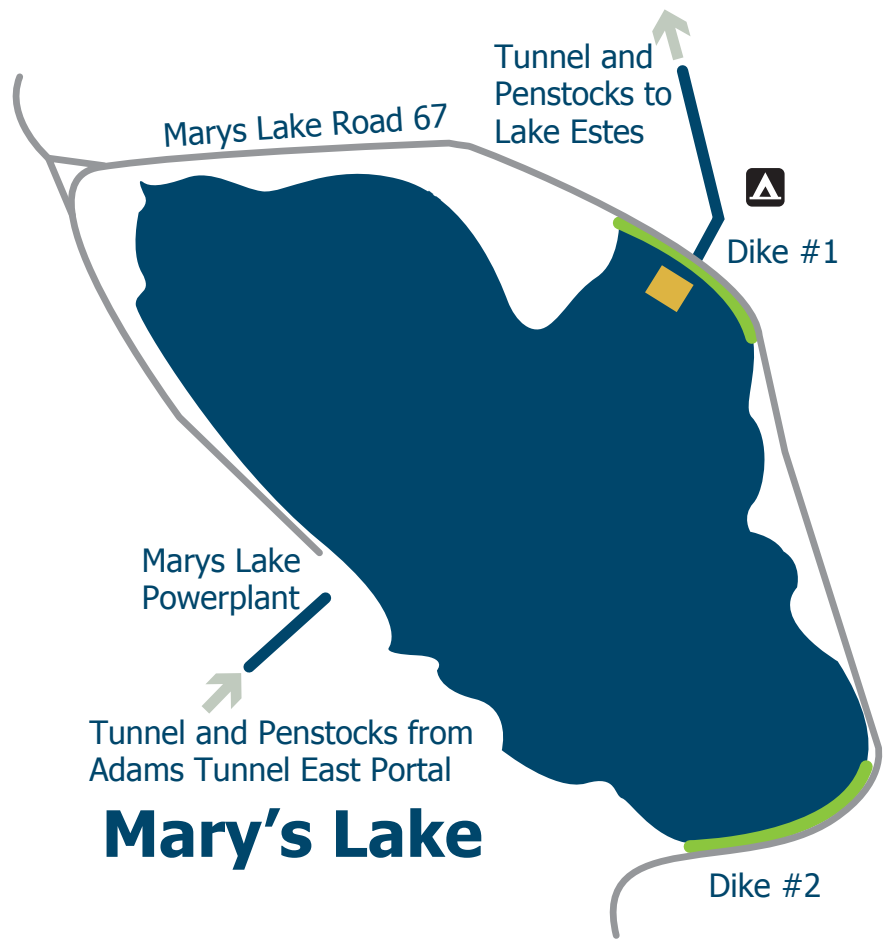 Tunnel and
Penstocks to
Lake Estes
Marys Lake Road 67
Dike #1
Marys Lake
Powerplant
Tunnel and Penstocks from
Adams Tunnel East Portal
Mary’s Lake
Dike #2